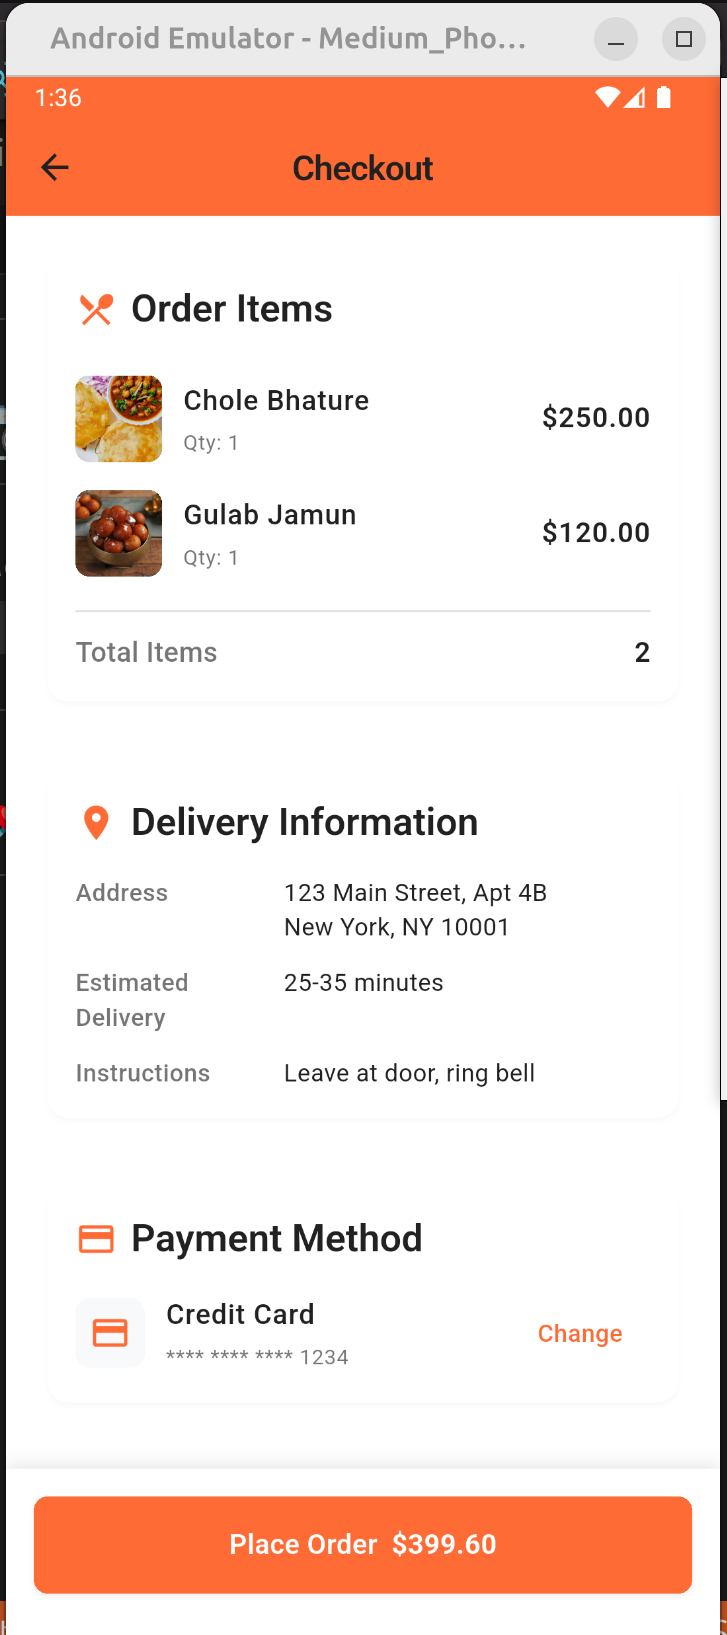 Android Emulator - Medium_Pho...
1:36
Checkout
Order Items
Chole Bhature
Qty: 1
$250.00
Gulab Jamun
Qty: 1
$120.00
Total Items
2
Delivery Information
Address
123 Main Street, Apt 4B
New York, NY 10001
Estimated
Delivery
25-35 minutes
Instructions
Leave at door, ring bell
Payment Method
Credit Card
**** **** **** 1234
Change
Place Order $399.60